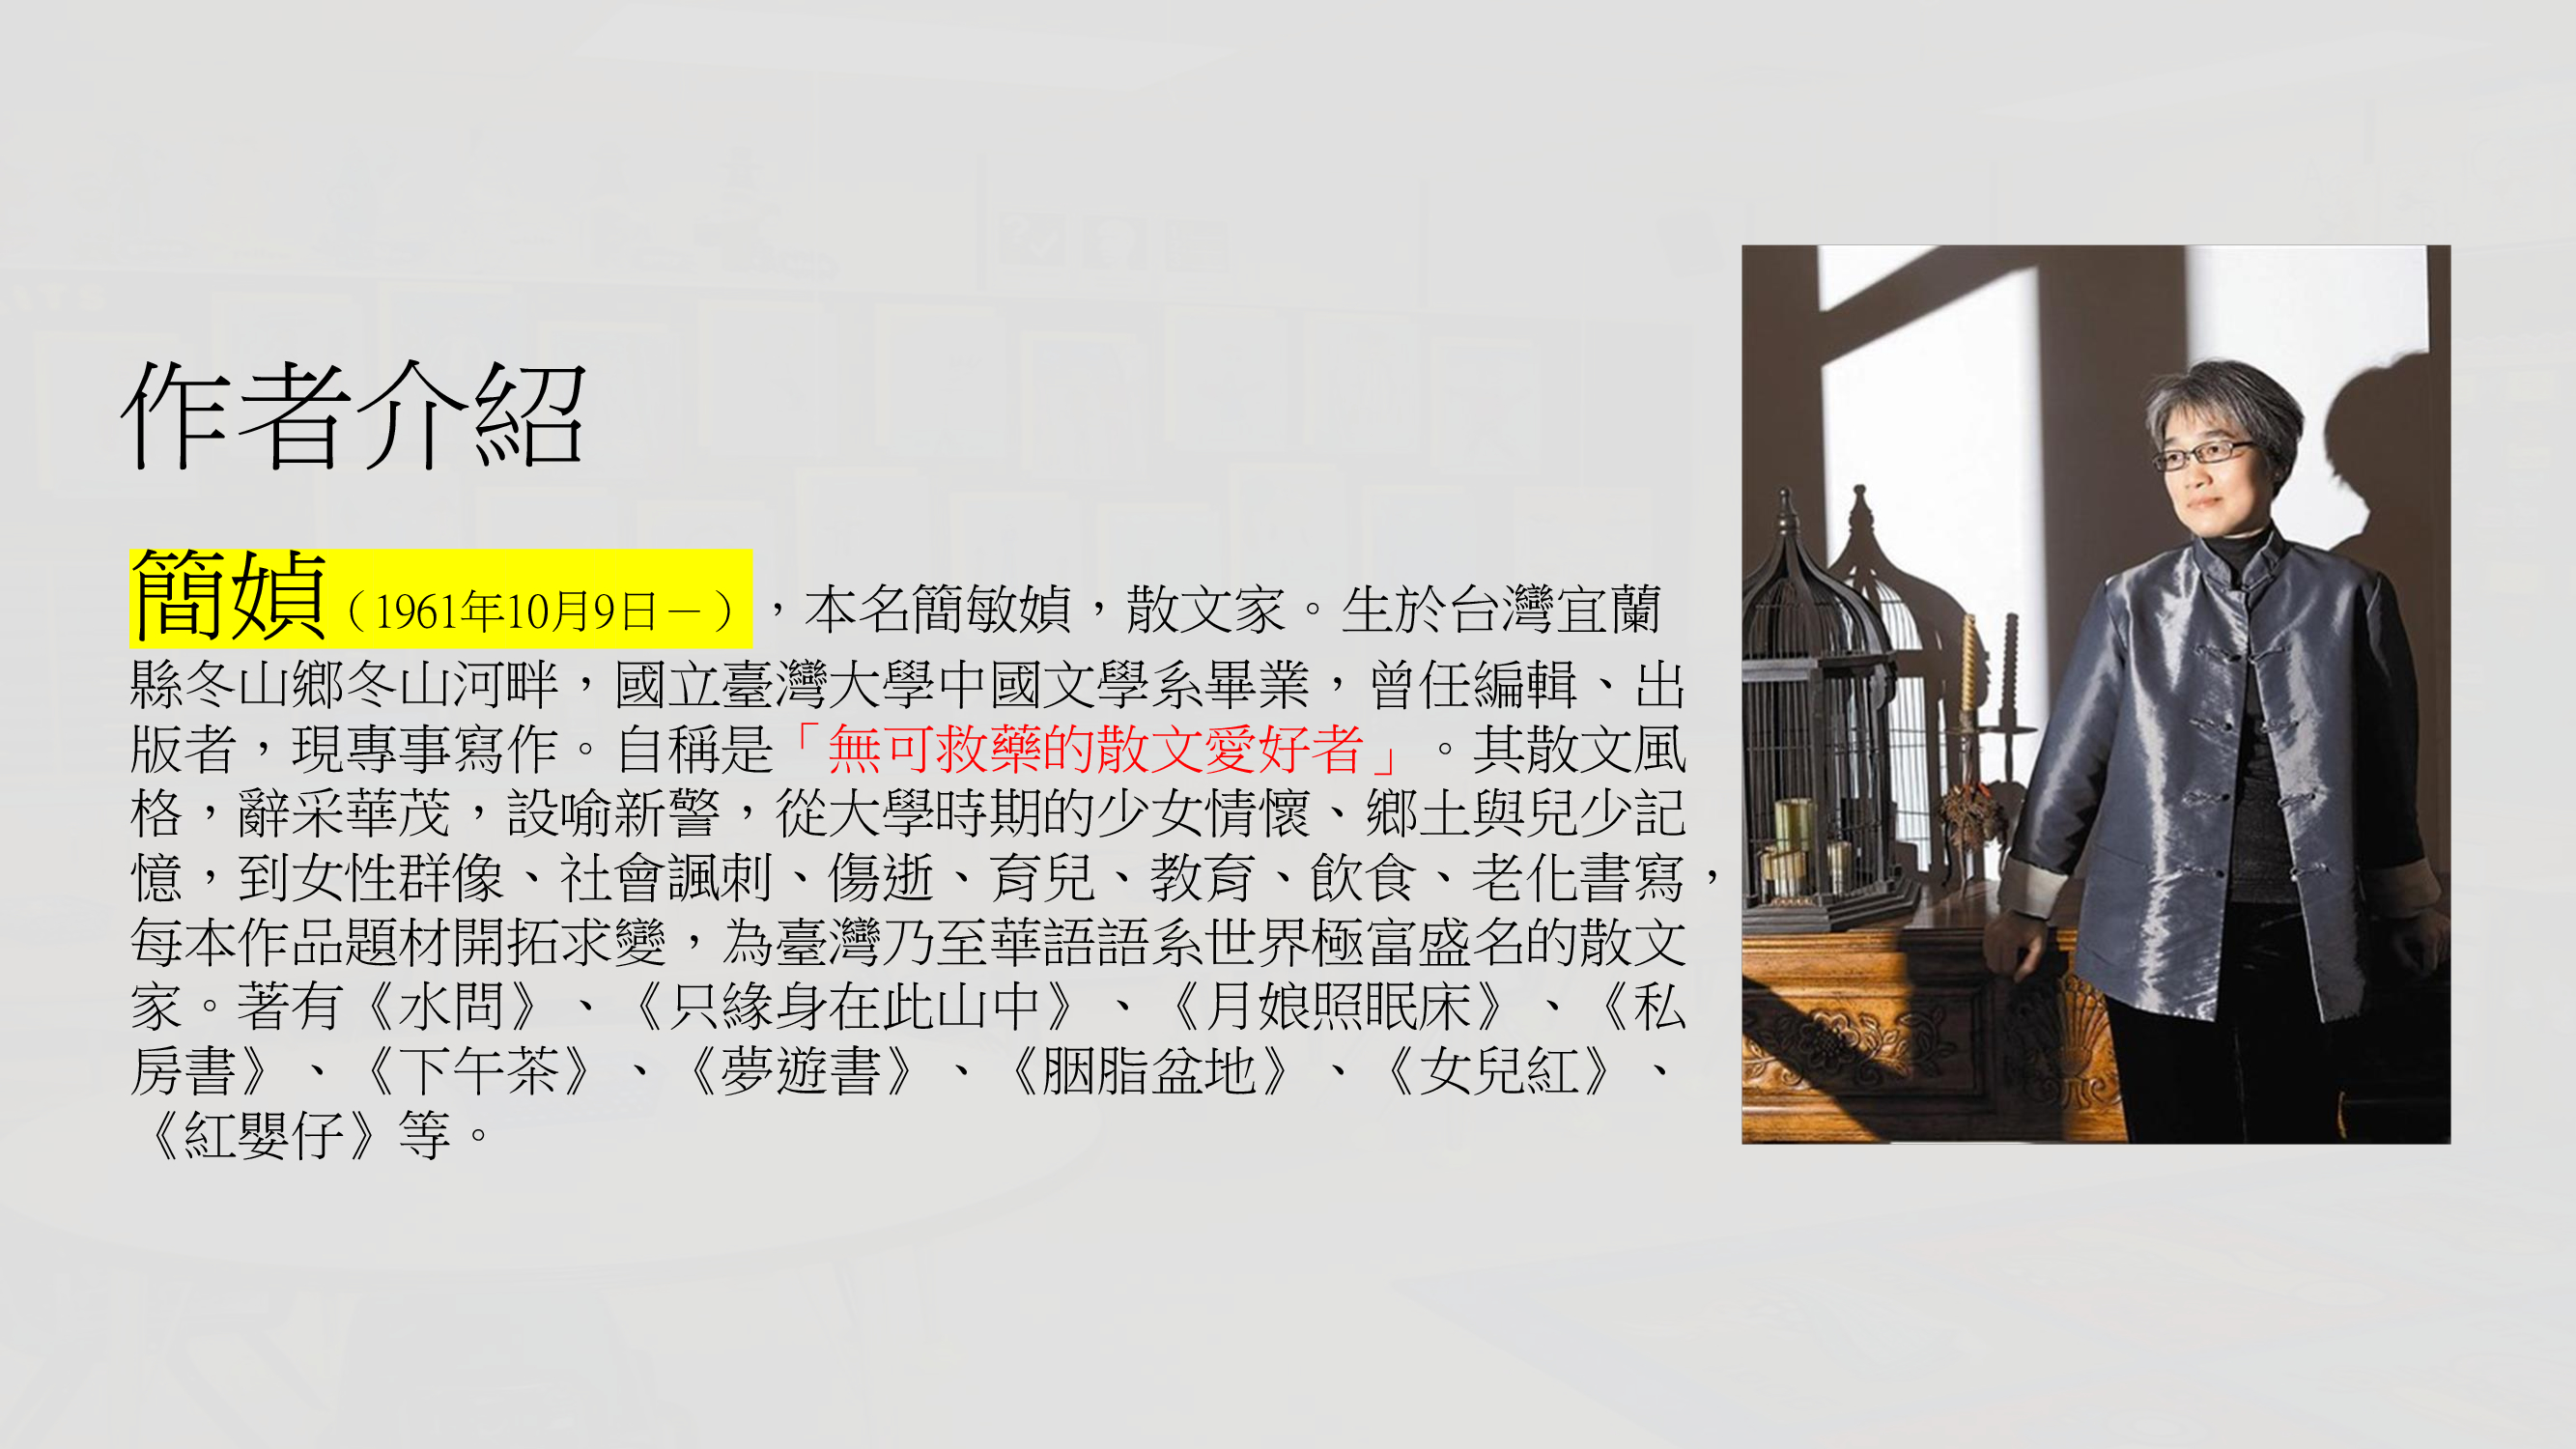 作者介紹
簡媜（1961年10月9日－），本名簡敏媜，散文家。生於台灣宜蘭
縣冬山鄉冬山河畔，國立臺灣大學中國文學系畢業，曾任編輯、出
版者，現專事寫作。自稱是「無可救藥的散文愛好者」。其散文風
格，辭采華茂，設喻新警，從大學時期的少女情懷、鄉土與兒少記
憶，到女性群像、社會諷刺、傷逝、育兒、教育、飲食、老化書寫，
每本作品題材開拓求變，為臺灣乃至華語語系世界極富盛名的散文
家。著有《水問》、《只緣身在此山中》、《月娘照眠床》、《私
房書》、《下午茶》、《夢遊書》、《胭脂盆地》、《女兒紅》、
《紅嬰仔》等。